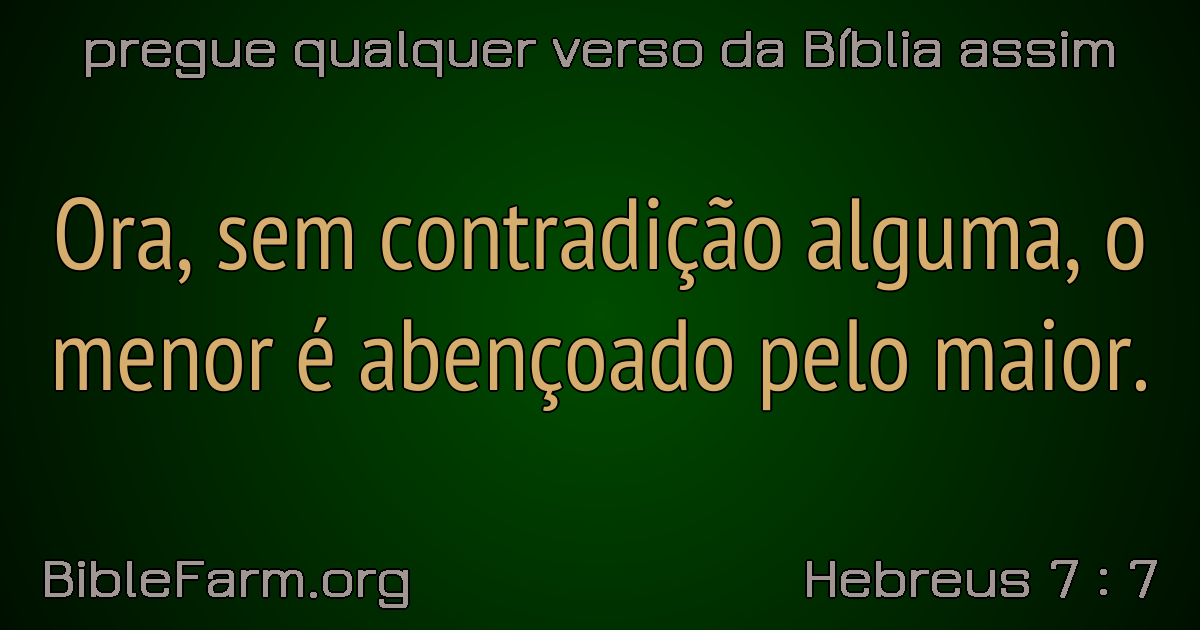 pregue qualquer verso da Bíblia assim
Ora, sem contradição alguma, o
menor é abençoado pelo maior.
BibleFarm.org
Hebreus 7 : 7